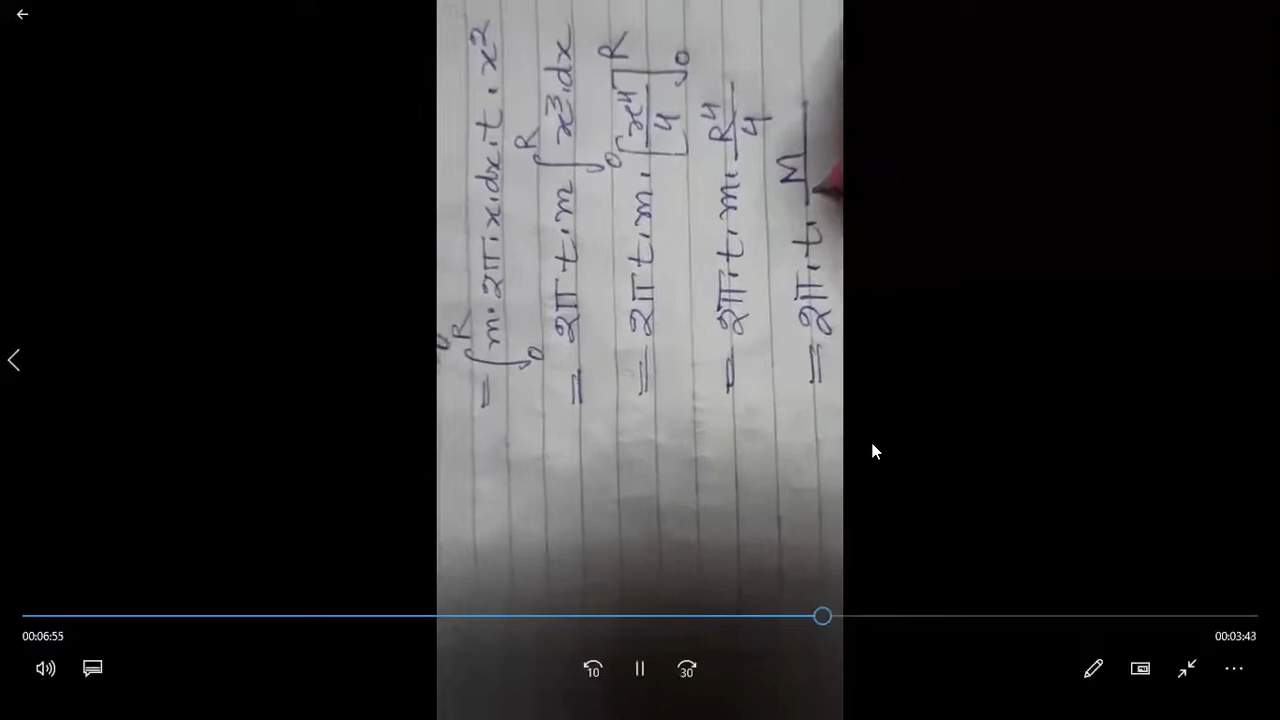 = ∫₀ᴿ m. 2π. x. dx. t. x²
= 2π t. m ∫₀ᴿ x³. dx
= 2π t. m. [x⁴/4]₀ᴿ
= 2π. t. m. R⁴/4
= 2π. t. M
00:06:55
00:03:43
10
30